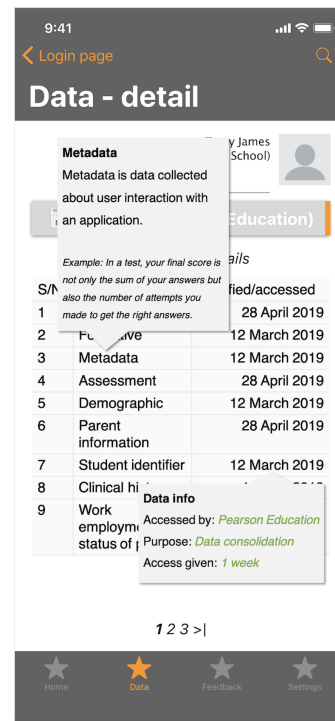 9:41
Login page
Data - detail
y James
School)
Metadata
Metadata is data collected
about user interaction with
an application.
Example: In a test, your final score is
not only the sum of your answers but
also the number of attempts you
made to get the right answers.
Education)
ails
S/N fied/accessed
1 28 April 2019
2 12 March 2019
3 Metadata 12 March 2019
4 Assessment 28 April 2019
5 Demographic 12 March 2019
6 Parent 28 April 2019
information
7 Student identifier 12 March 2019
8 Clinical
9 Work
status of
Data info
Accessed by: Pearson Education
Purpose: Data consolidation
Access given: 1 week
1 2 3 >|
Home Data Feedback Settings